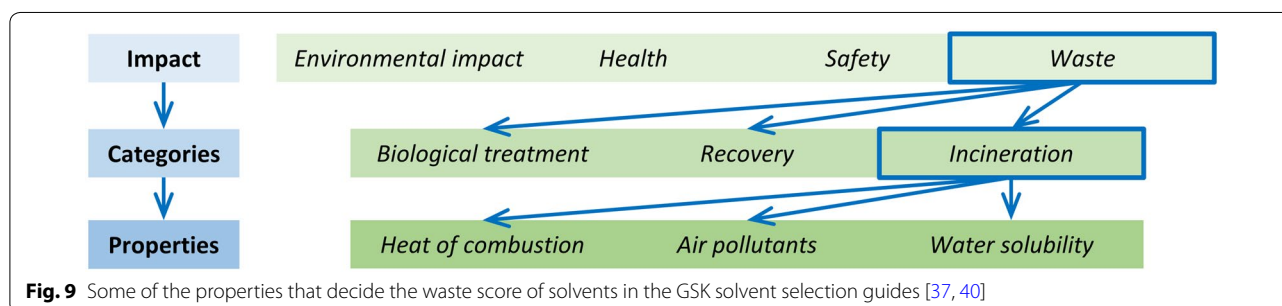 Impact Environmental impact Health Safety Waste
Categories Biological treatment Recovery Incineration
Properties Heat of combustion Air pollutants Water solubility
Fig. 9 Some of the properties that decide the waste score of solvents in the GSK solvent selection guides [37, 40]